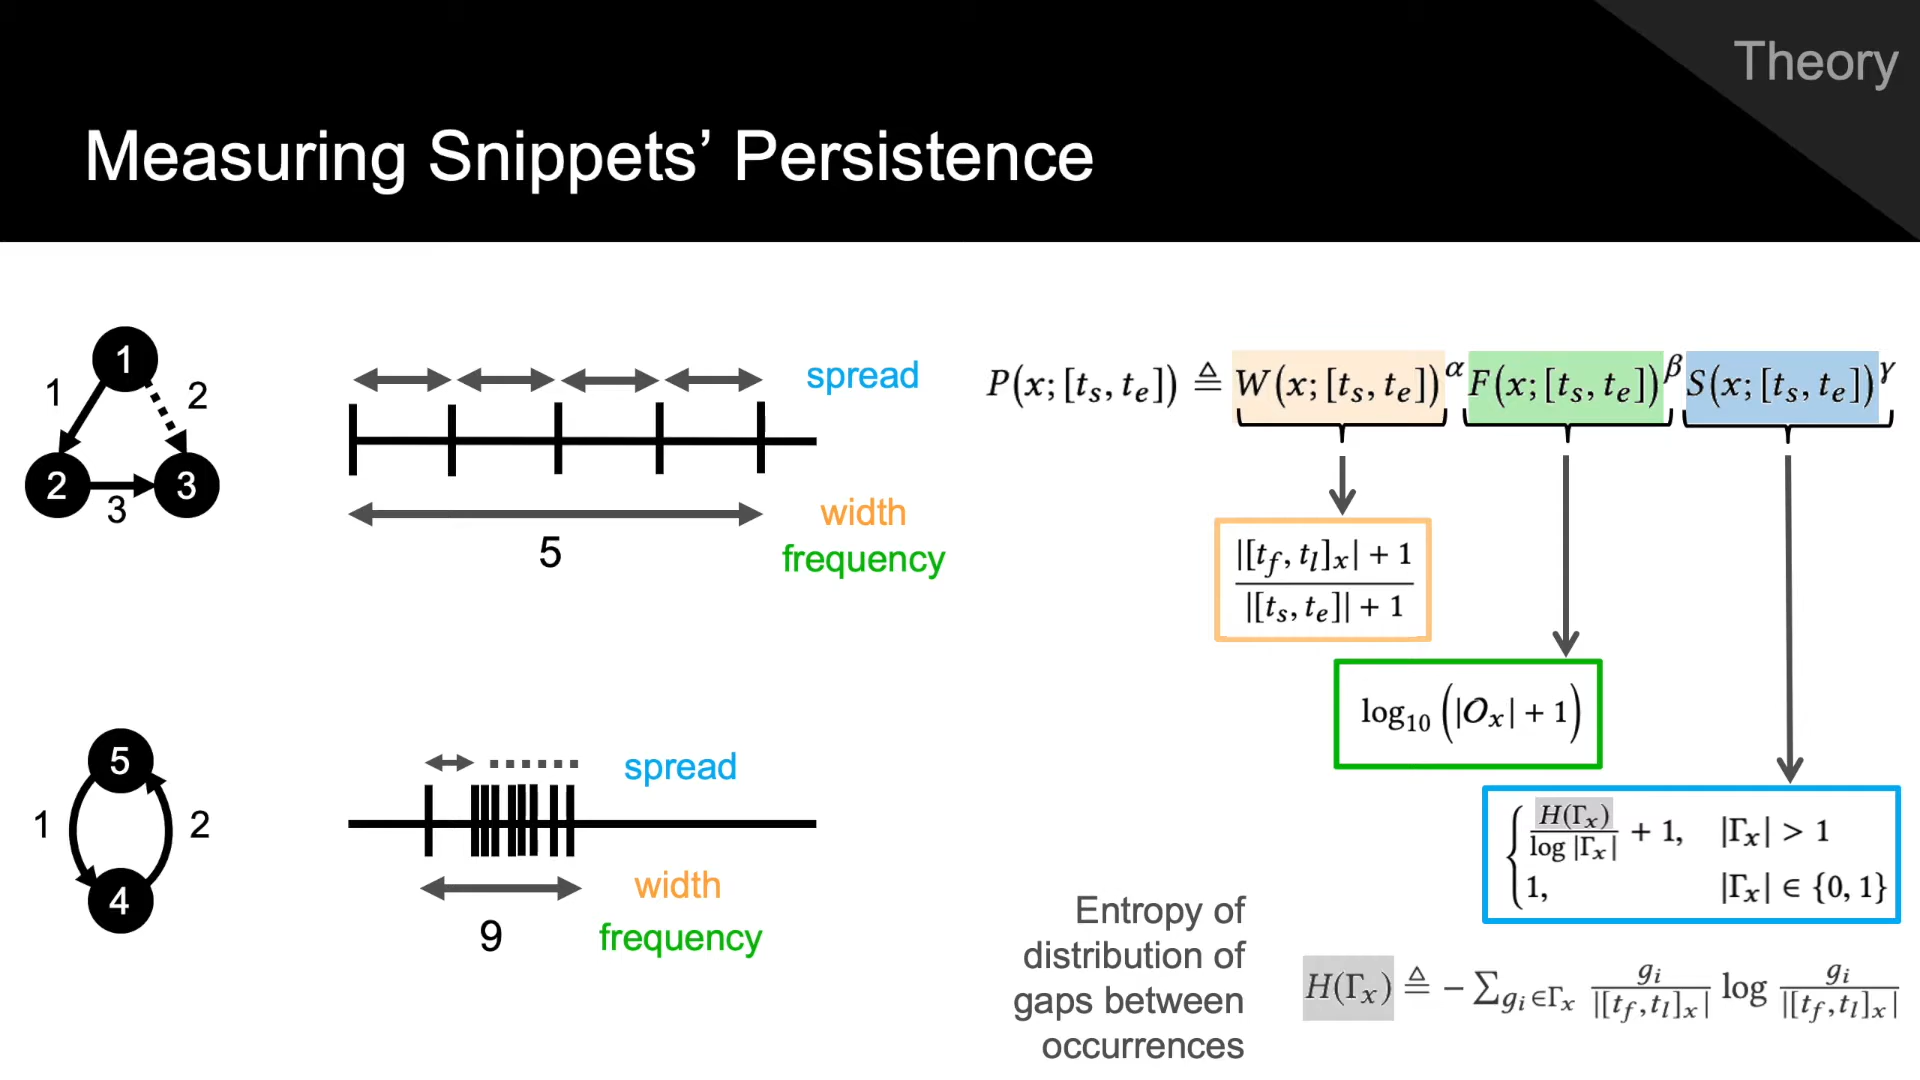 Theory
Measuring Snippets’ Persistence
1
1
2
2
3
3
spread
width
5
frequency
P(x; [t_s, t_e]) ≜ W(x; [t_s, t_e])^α F(x; [t_s, t_e])^β S(x; [t_s, t_e])^γ
|[t_f, t_l]_x| + 1
|[t_s, t_e]| + 1
log₁₀ (|𝒪_x| + 1)
5
1
2
4
spread
width
9
frequency
H(Γ_x) / log |Γ_x| + 1, |Γ_x| > 1
1, |Γ_x| ∈ {0, 1}
Entropy of
distribution of
gaps between
occurrences
H(Γ_x) ≜ − ∑_{g_i∈Γ_x} g_i / |[t_f,t_l]_x| log g_i / |[t_f,t_l]_x|